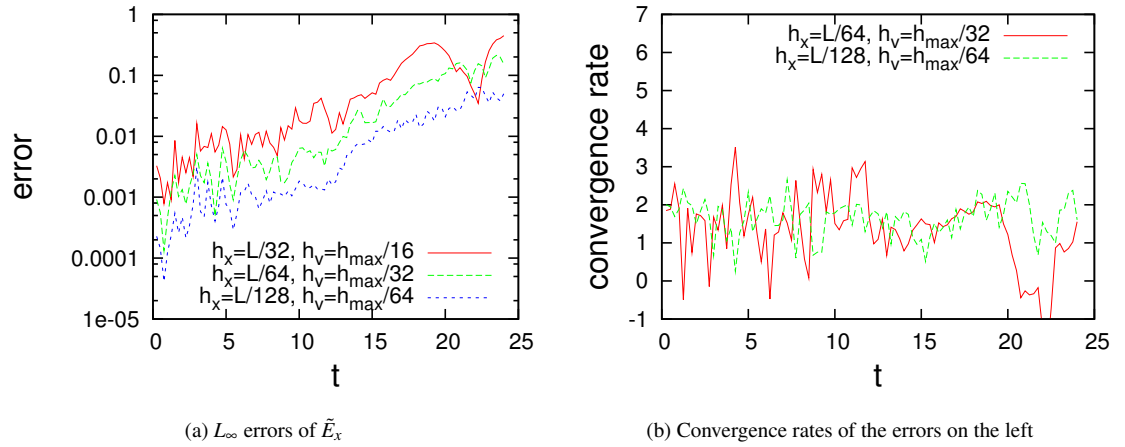 1
0.1
0.01
0.001
0.0001
1e-05
error
h_x=L/32, h_v=h_max/16
h_x=L/64, h_v=h_max/32
h_x=L/128, h_v=h_max/64
0 5 10 15 20 25
t
(a) L∞ errors of Ẽ_x
7
6
5
4
3
2
1
0
-1
convergence rate
h_x=L/64, h_v=h_max/32
h_x=L/128, h_v=h_max/64
0 5 10 15 20 25
t
(b) Convergence rates of the errors on the left